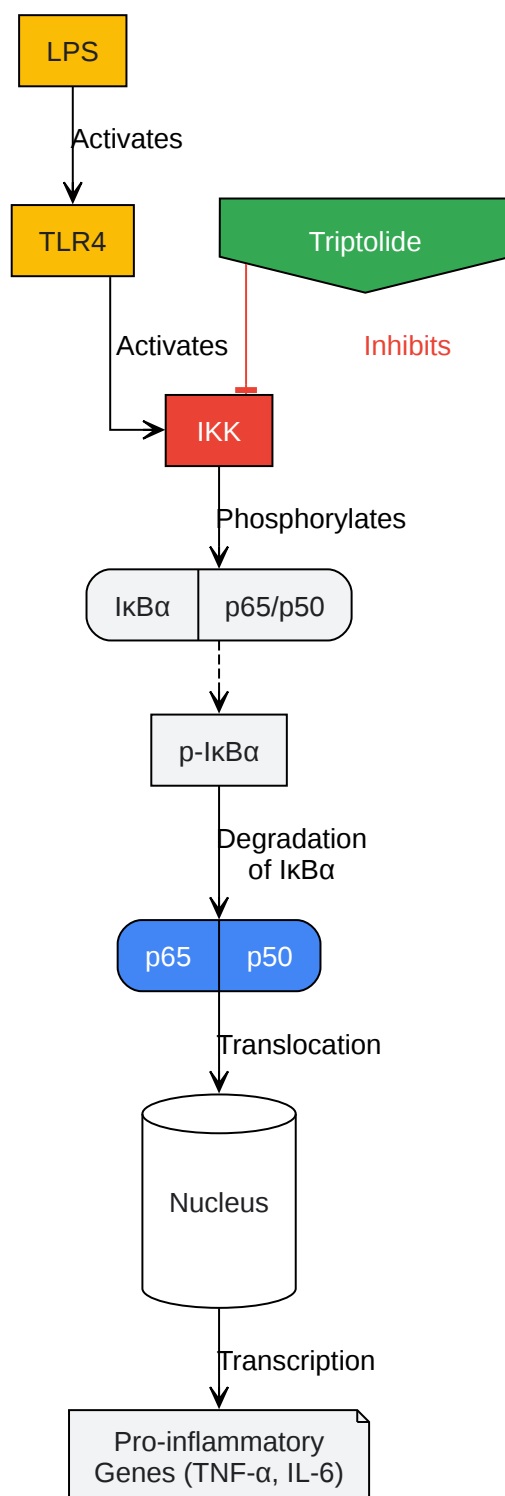 LPS
Activates
TLR4
Triptolide
Activates
Inhibits
IKK
Phosphorylates
IκBα
p65/p50
p-IκBα
Degradation
of IκBα
p65
p50
Translocation
Nucleus
Transcription
Pro-inflammatory
Genes (TNF-α, IL-6)